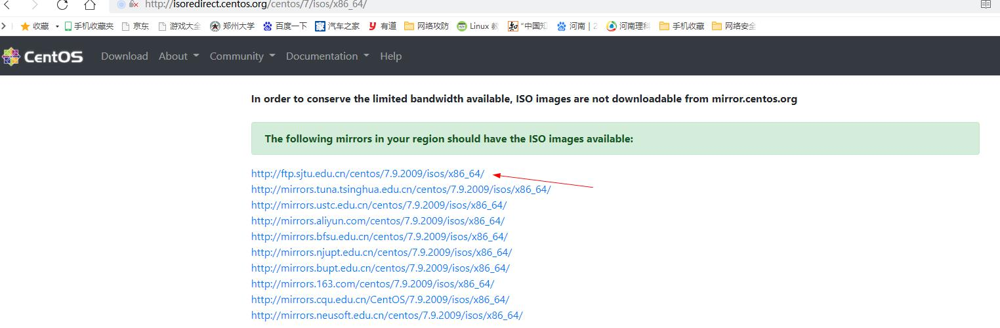 http://isoredirect.centos.org/centos/7/isos/x86_64/
收藏 手机收藏夹 京东 游戏大全 郑州大学 百度一下 汽车之家 有道 网络攻防 Linux "中国知 河南 | 2 河南理科 手机收藏 网络安全
CentOS Download About Community Documentation Help
In order to conserve the limited bandwidth available, ISO images are not downloadable from mirror.centos.org
The following mirrors in your region should have the ISO images available:
http://ftp.sjtu.edu.cn/centos/7.9.2009/isos/x86_64/
http://mirrors.tuna.tsinghua.edu.cn/centos/7.9.2009/isos/x86_64/
http://mirrors.ustc.edu.cn/centos/7.9.2009/isos/x86_64/
http://mirrors.aliyun.com/centos/7.9.2009/isos/x86_64/
http://mirrors.bfsu.edu.cn/centos/7.9.2009/isos/x86_64/
http://mirrors.njupt.edu.cn/centos/7.9.2009/isos/x86_64/
http://mirrors.bupt.edu.cn/centos/7.9.2009/isos/x86_64/
http://mirrors.163.com/centos/7.9.2009/isos/x86_64/
http://mirrors.cqu.edu.cn/CentOS/7.9.2009/isos/x86_64/
http://mirrors.neusoft.edu.cn/centos/7.9.2009/isos/x86_64/